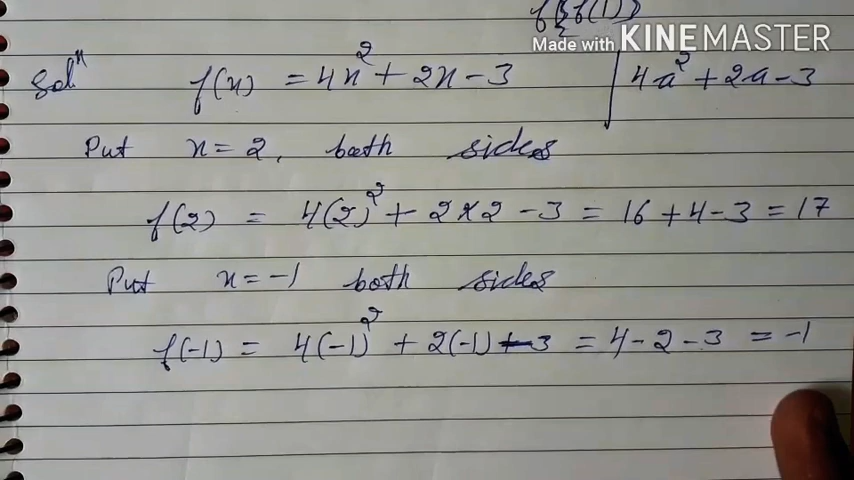 f{f(1)}
Made with KINEMASTER
Solⁿ f(x) = 4x² + 2x - 3 | 4a² + 2a - 3
Put x = 2, both sides
f(2) = 4(2)² + 2 × 2 - 3 = 16 + 4 - 3 = 17
Put x = -1 both sides
f(-1) = 4(-1)² + 2(-1) - 3 = 4 - 2 - 3 = -1